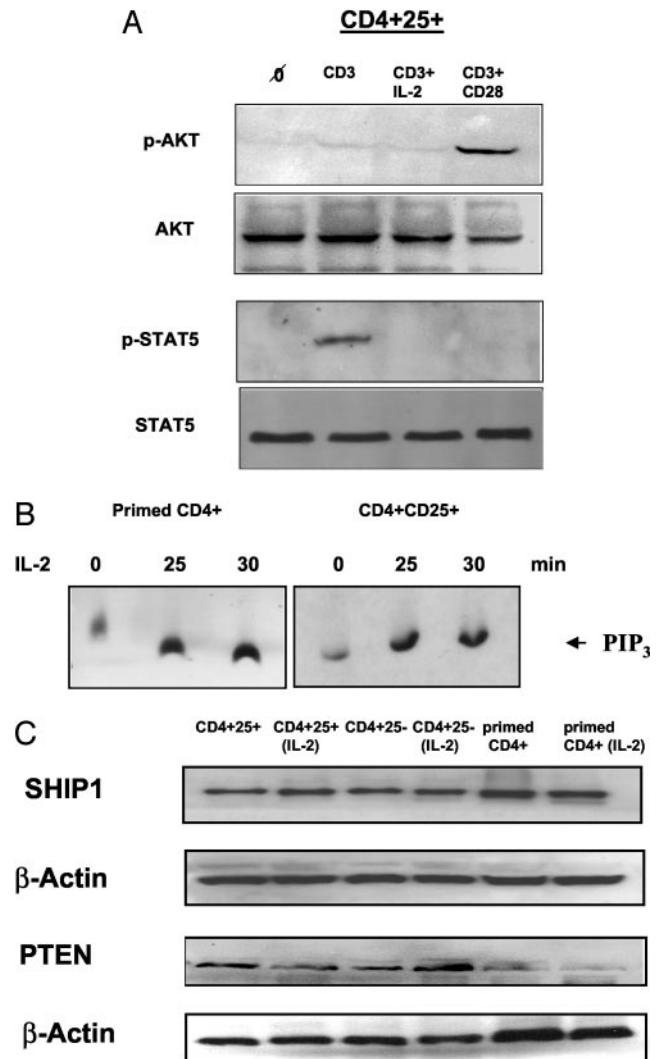 A
CD4+25+
0 CD3 CD3+ CD3+
IL-2 CD28
p-AKT
AKT
p-STAT5
STAT5
B
Primed CD4+ CD4+CD25+
IL-2 0 25 30 0 25 30 min
← PIP3
C
CD4+25+ CD4+25+ CD4+25- CD4+25- primed primed
(IL-2) (IL-2) CD4+ CD4+ (IL-2)
SHIP1
β-Actin
PTEN
β-Actin